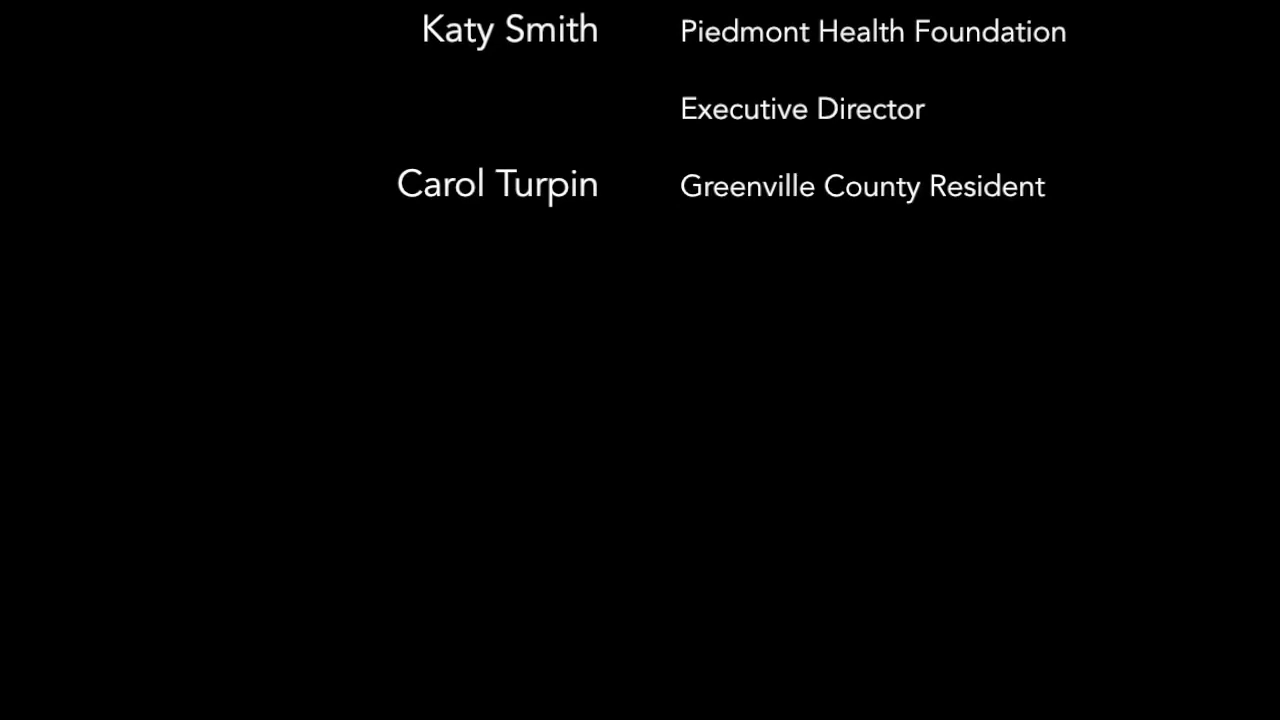 Katy Smith Piedmont Health Foundation
Executive Director
Carol Turpin Greenville County Resident